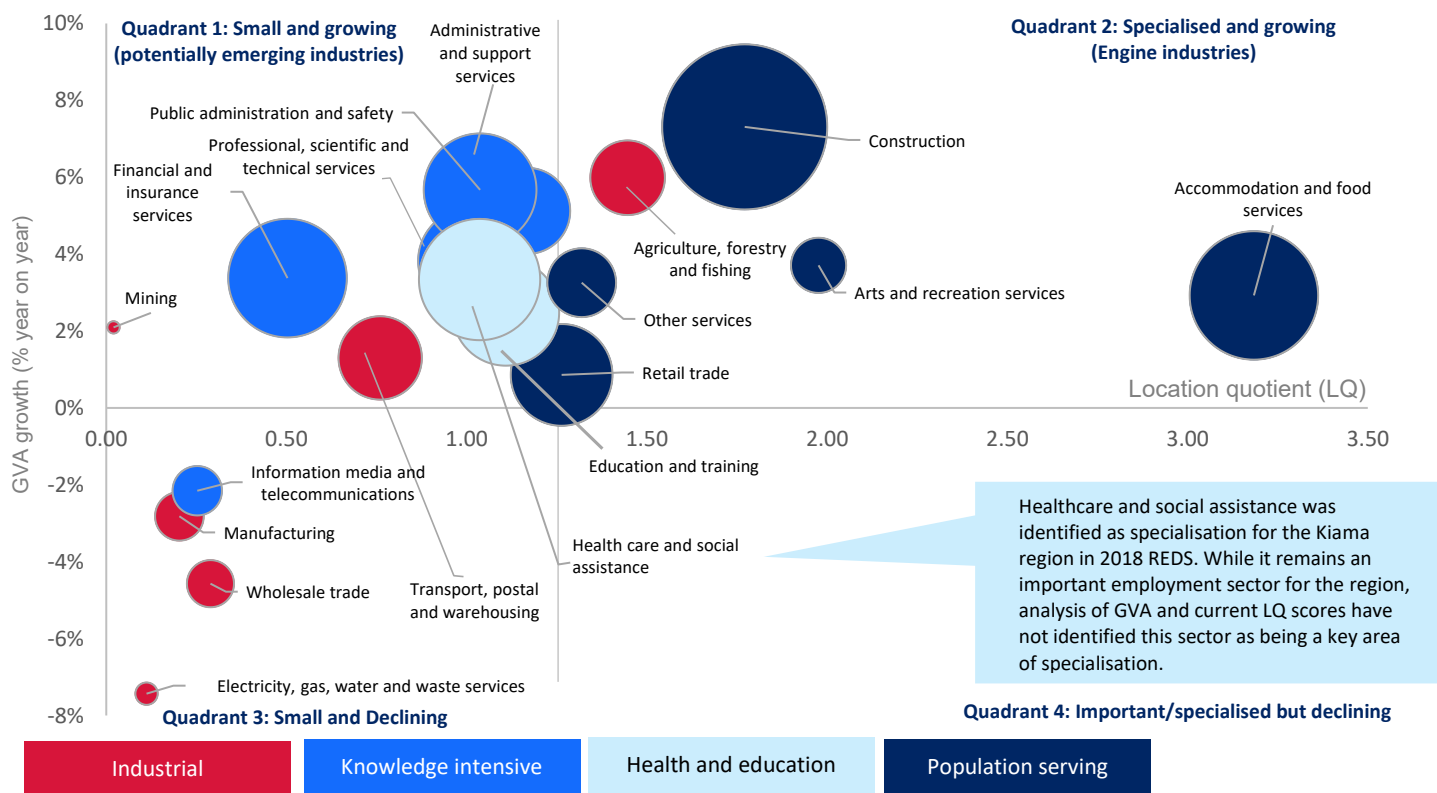 10%
8%
6%
4%
2%
0%
-2%
-4%
-6%
-8%
GVA growth (% year on year)
Quadrant 1: Small and growing
(potentially emerging industries)
Quadrant 2: Specialised and growing
(Engine industries)
Administrative
and support
services
Public administration and safety
Professional, scientific and
technical services
Financial and
insurance
services
Mining
Construction
Accommodation and food
services
Agriculture, forestry
and fishing
Arts and recreation services
Other services
Retail trade
Location quotient (LQ)
0.00
0.50
1.00
1.50
2.00
2.50
3.00
3.50
Information media and
telecommunications
Education and training
Manufacturing
Wholesale trade
Transport, postal
and warehousing
Health care and social
assistance
Electricity, gas, water and waste services
Healthcare and social assistance was
identified as specialisation for the Kiama
region in 2018 REDS. While it remains an
important employment sector for the region,
analysis of GVA and current LQ scores have
not identified this sector as being a key area
of specialisation.
Quadrant 3: Small and Declining
Quadrant 4: Important/specialised but declining
Industrial
Knowledge intensive
Health and education
Population serving